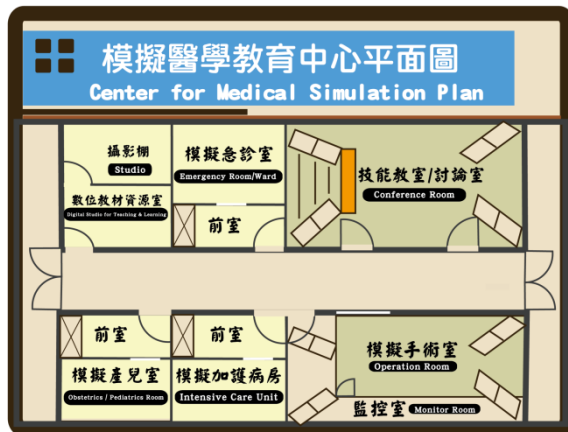 模擬醫學教育中心平面圖
Center for Medical Simulation Plan
攝影棚
Studio
數位教材資源室
Digital Studio for Teaching & Learning
模擬急診室
Emergency Room/Ward
前室
技能教室/討論室
Conference Room
前室
模擬產兒室
Obstetrics / Pediatrics Room
前室
模擬加護病房
Intensive Care Unit
模擬手術室
Operation Room
監控室 Monitor Room